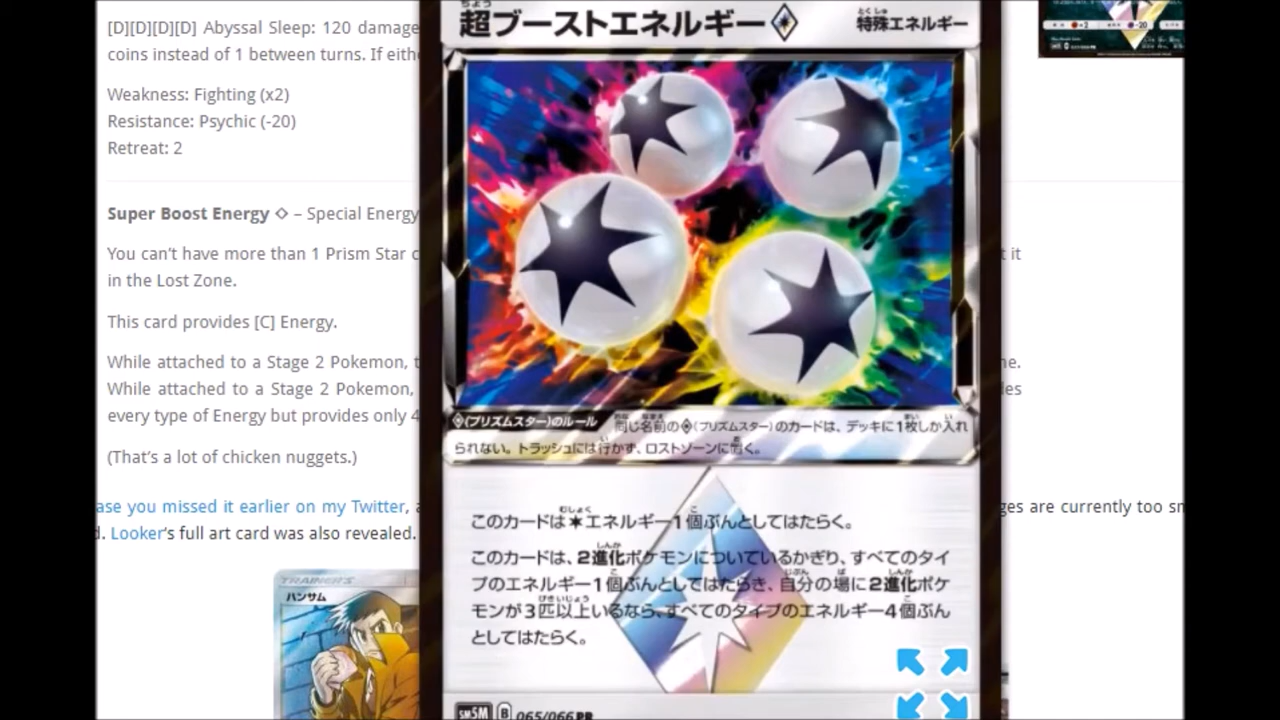 [D][D][D][D] Abyssal Sleep: 120 damage
coins instead of 1 between turns. If eithe
Weakness: Fighting (x2)
Resistance: Psychic (-20)
Retreat: 2
Super Boost Energy ◇ – Special Energy
You can't have more than 1 Prism Star c
t it
in the Lost Zone.
This card provides [C] Energy.
While attached to a Stage 2 Pokemon, t
ne.
While attached to a Stage 2 Pokemon,
des
every type of Energy but provides only 4
(That's a lot of chicken nuggets.)
ase you missed it earlier on my Twitter, a
ges are currently too sm
d. Looker's full art card was also revealed.
TRAINERS
ハンサム
超ブーストエネルギー◇
特殊エネルギー
◇(プリズムスター)のルール 同じ名前の◇(プリズムスター)のカードは、デッキに1枚しか入れ
られない。トラッシュには行かず、ロストゾーンに置く。
このカードは エネルギー1個ぶんとしてはたらく。
このカードは、2進化ポケモンについているかぎり、すべてのタイ
プのエネルギー1個ぶんとしてはたらき、自分の場に2進化ポケ
モンが3匹以上いるなら、すべてのタイプのエネルギー4個ぶん
としてはたらく。
SM5M B 065/066 PR